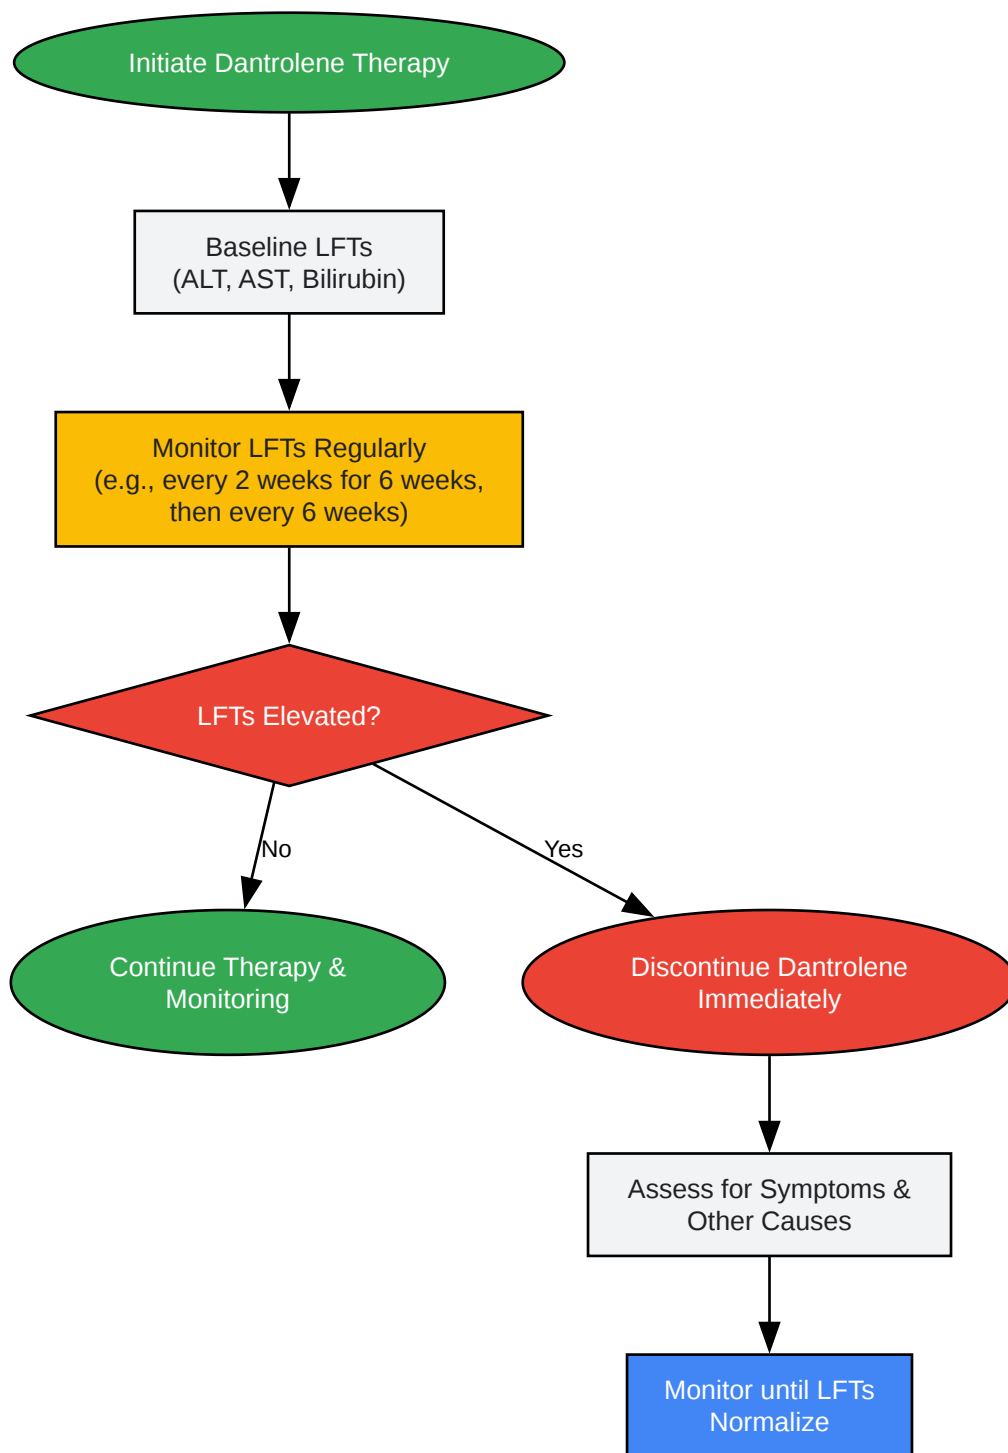 Initiate Dantrolene Therapy
Baseline LFTs
(ALT, AST, Bilirubin)
Monitor LFTs Regularly
(e.g., every 2 weeks for 6 weeks,
then every 6 weeks)
LFTs Elevated?
No
Yes
Continue Therapy &
Monitoring
Discontinue Dantrolene
Immediately
Assess for Symptoms &
Other Causes
Monitor until LFTs
Normalize